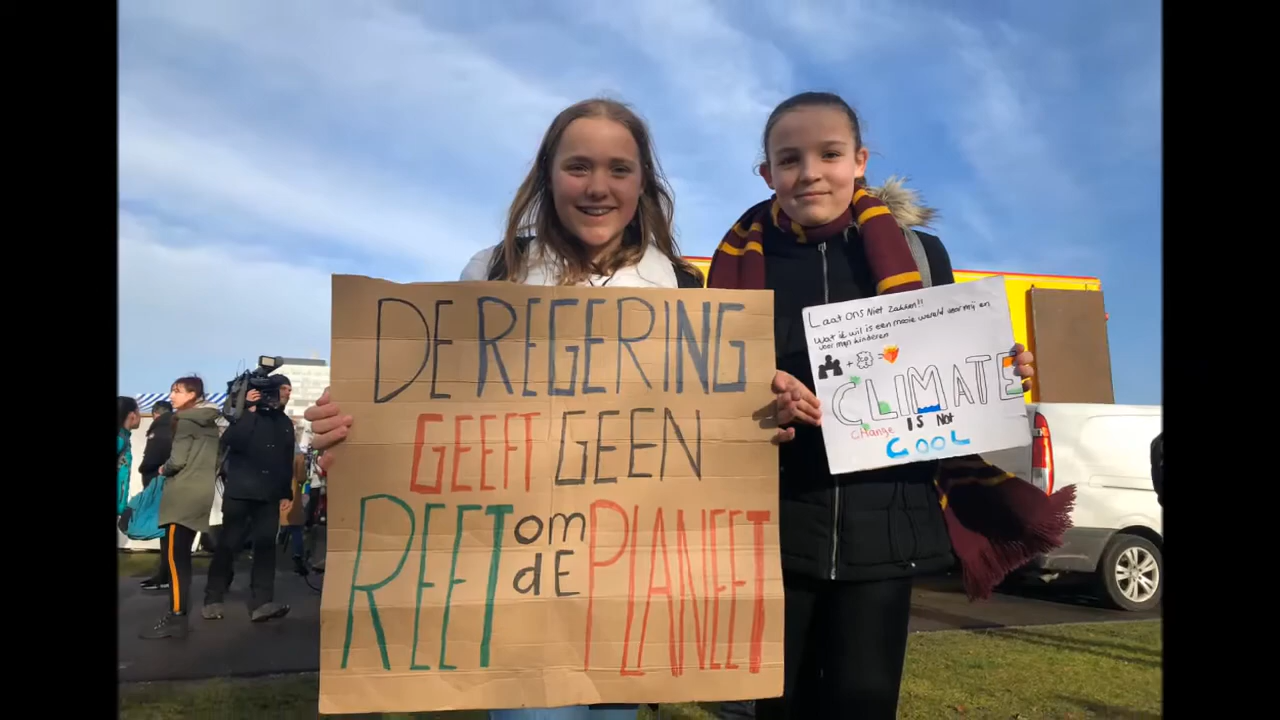 DE REGERING
GEEFT GEEN
REET om de PLANEET
Laat ons Niet zakken!!
Wat ik wil is een mooie wereld voor mij en
voor mijn kinderen
CLIMATE
change IS Not
COOL